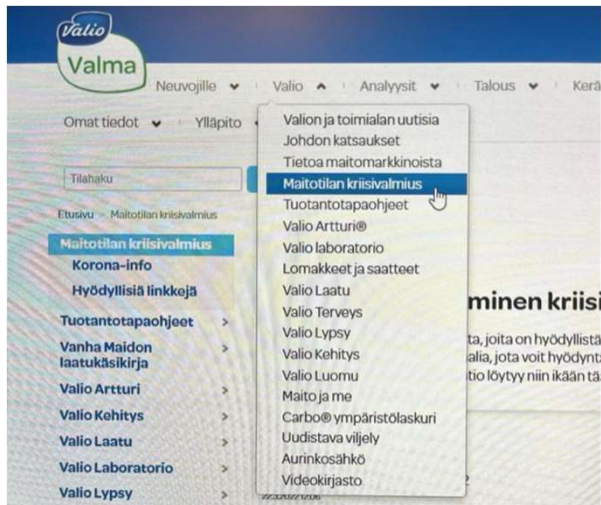 Valio
Valma
Neuvojille Valio Analyysit Talous Kerä
Omat tiedot Ylläpito
Tilahaku
Etusivu > Maitotilan kriisivalmius
Maitotilan kriisivalmius
Korona-info
Hyödyllisiä linkkejä
Tuotantotapaohjeet >
Vanha Maidon >
laatukäsikirja
Valio Artturi >
Valio Kehitys >
Valio Laatu >
Valio Laboratorio >
Valio Lypsy >
Valion ja toimialan uutisia
Johdon katsaukset
Tietoa maitomarkkinoista
Maitotilan kriisivalmius
Tuotantotapaohjeet
Valio Artturi®
Valio laboratorio
Lomakkeet ja saatteet
Valio Laatu
Valio Terveys
Valio Lypsy
Valio Kehitys
Valio Luomu
Maito ja me
Carbo® ympäristölaskuri
Uudistava viljely
Aurinkosähkö
Videokirjasto
minen kriisi
ta, joita on hyödyllistä
alia, jota voit hyödynt
tio löytyy niin ikään tä